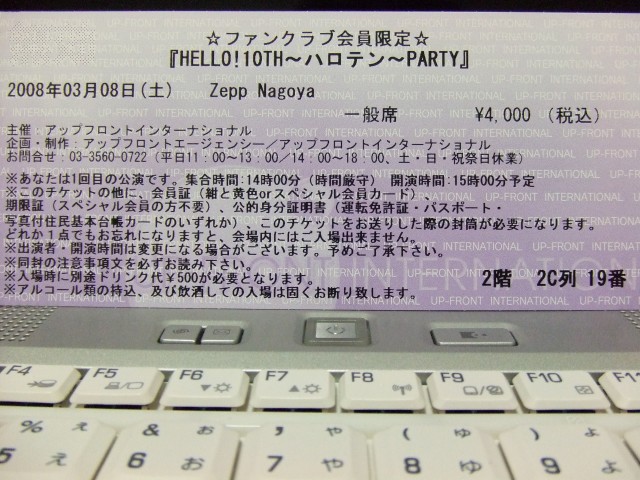 ☆ファンクラブ会員限定☆
『HELLO!10TH～ハロテン～PARTY』
2008年03月08日(土) Zepp Nagoya
一般席 ¥4,000 (税込)
主催：アップフロントインターナショナル
企画・制作：アップフロントエージェンシー／アップフロントインターナショナル
お問合せ：03-3560-0722 (平日11：00～13：00／14：00～18：00、土・日・祝祭日休業)
※あなたは1回目の公演です。集合時間：14時00分（時間厳守） 開演時間：15時00分予定
※このチケットの他に、会員証（紺と黄色orスペシャル会員カード）、
期限証（スペシャル会員の方不要）、公的身分証明書（運転免許証・パスポート・
写真付住民基本台帳カードのいずれか）、このチケットをお送りした際の封筒が必要になります。
どれか１点でもお忘れになりますと、会場内にはご入場出来ません。
※出演者・開演時間は変更になる場合がございます。予めご了承下さい。
※同封の注意事項文を必ずお読み下さい。
※入場時に別途ドリンク代¥500が必要となります。
※アルコール類の持込、及び飲酒しての入場は固くお断り致します。
2階 2C列 19番
UP-FRONT INTERNATIONAL
F4 F5 F6 F7 F8 F9 F10 F11
% 5 え
& 6 お ぉ
' 7 や ゃ
( 8 ゆ ゅ
) 9 よ ょ